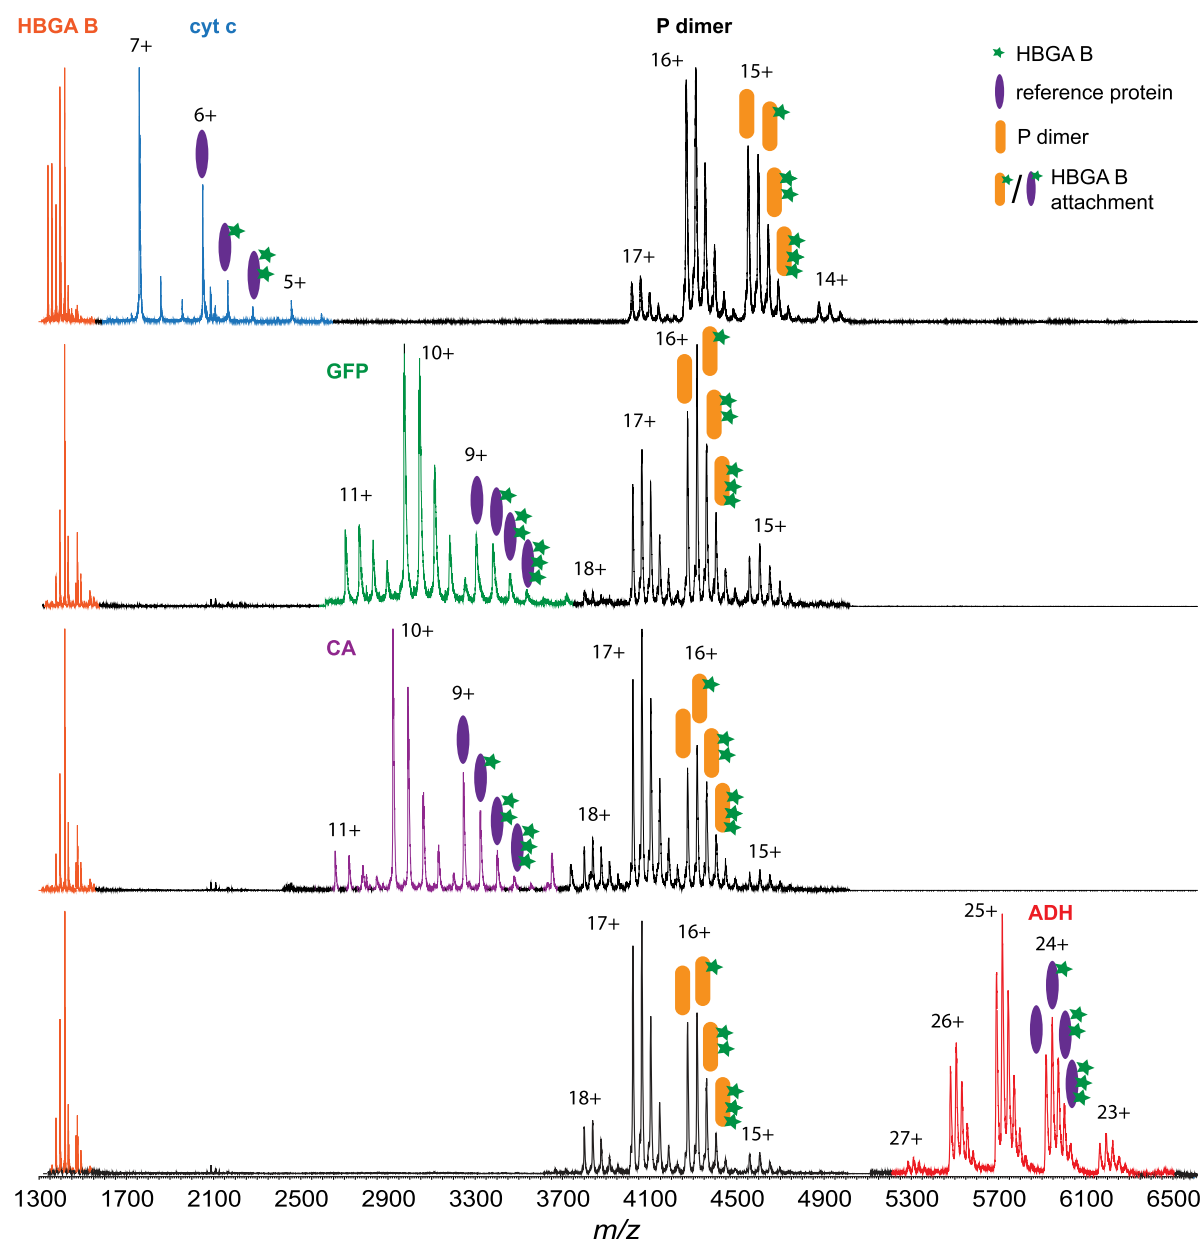 HBGA B
cyt c
P dimer
7+
6+
5+
17+
16+
15+
14+
HBGA B
reference protein
P dimer
/
HBGA B
attachment
GFP
11+
10+
9+
18+
17+
16+
15+
CA
11+
10+
9+
18+
17+
16+
15+
ADH
18+
17+
16+
15+
27+
26+
25+
24+
23+
1300 1700 2100 2500 2900 3300 3700 4100 4500 4900 5300 5700 6100 6500
m/z